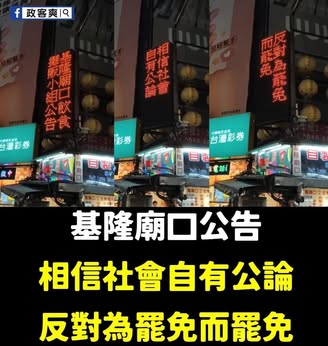 政客爽
基隆廟口飲食
攤販小組公告
相信社會
自有公論
反對為罷免
而罷免
台灣彩券
基隆廟口公告
相信社會自有公論
反對為罷免而罷免